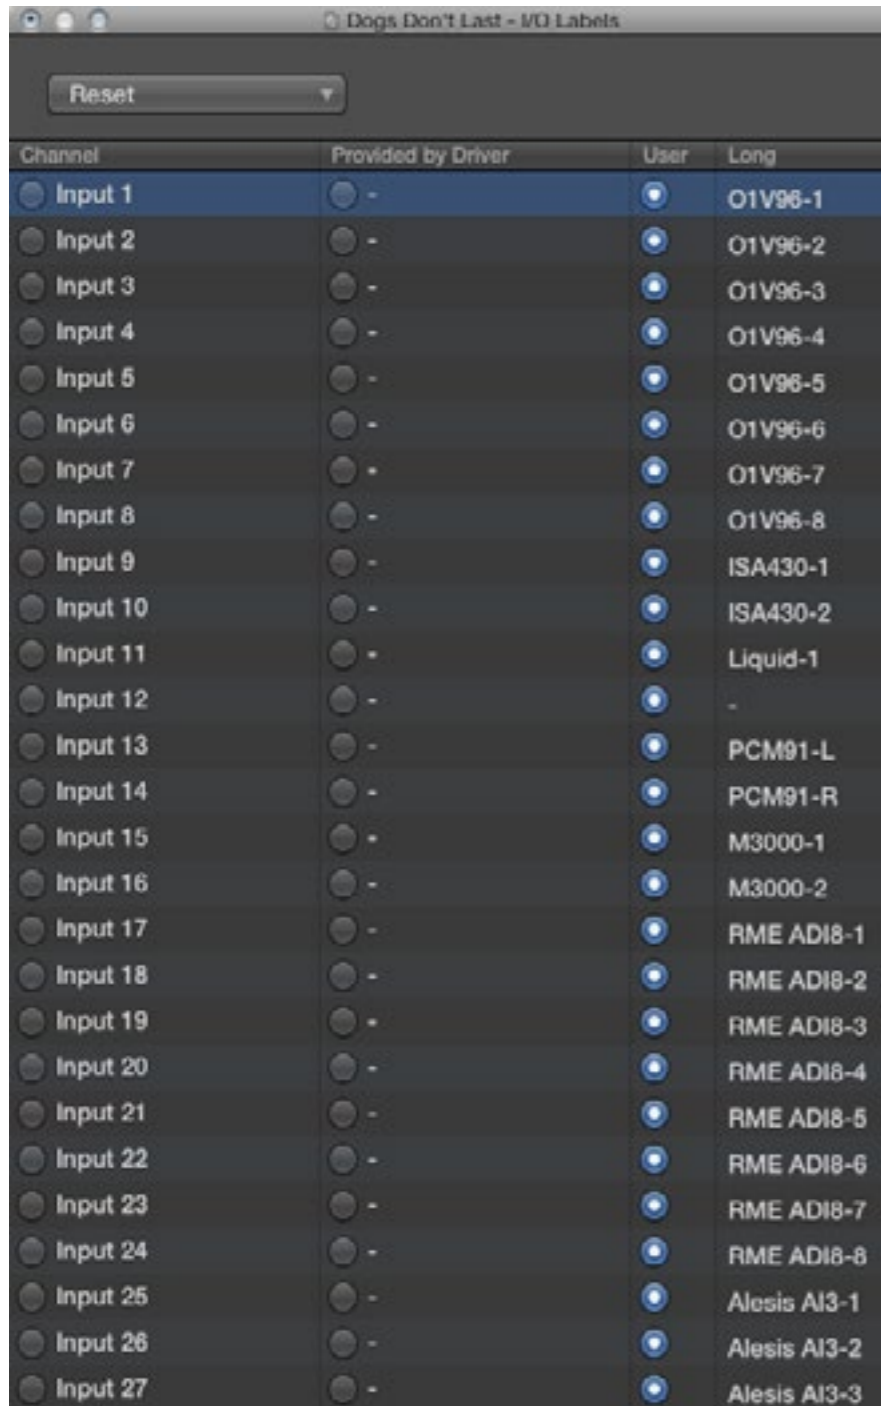 Dogs Don't Last - I/O Labels
Reset
Channel Provided by Driver User Long
Input 1 - O1V96-1
Input 2 - O1V96-2
Input 3 - O1V96-3
Input 4 - O1V96-4
Input 5 - O1V96-5
Input 6 - O1V96-6
Input 7 - O1V96-7
Input 8 - O1V96-8
Input 9 - ISA430-1
Input 10 - ISA430-2
Input 11 - Liquid-1
Input 12 - -
Input 13 - PCM91-L
Input 14 - PCM91-R
Input 15 - M3000-1
Input 16 - M3000-2
Input 17 - RME ADI8-1
Input 18 - RME ADI8-2
Input 19 - RME ADI8-3
Input 20 - RME ADI8-4
Input 21 - RME ADI8-5
Input 22 - RME ADI8-6
Input 23 - RME ADI8-7
Input 24 - RME ADI8-8
Input 25 - Alesis AI3-1
Input 26 - Alesis AI3-2
Input 27 - Alesis AI3-3